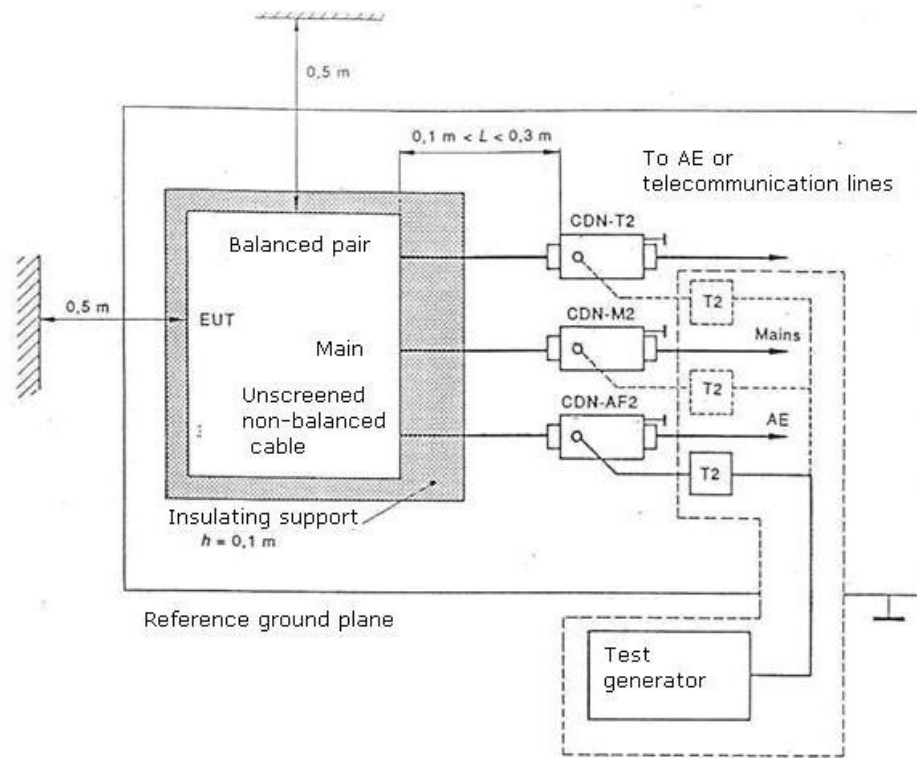 0,5 m
0,1 m < L < 0,3 m
To AE or
telecommunication lines
CDN-T2
Balanced pair
0,5 m
EUT
T2
CDN-M2
Mains
Main
T2
Unscreened
non-balanced
cable
CDN-AF2
AE
T2
Insulating support
h = 0,1 m
Reference ground plane
Test
generator